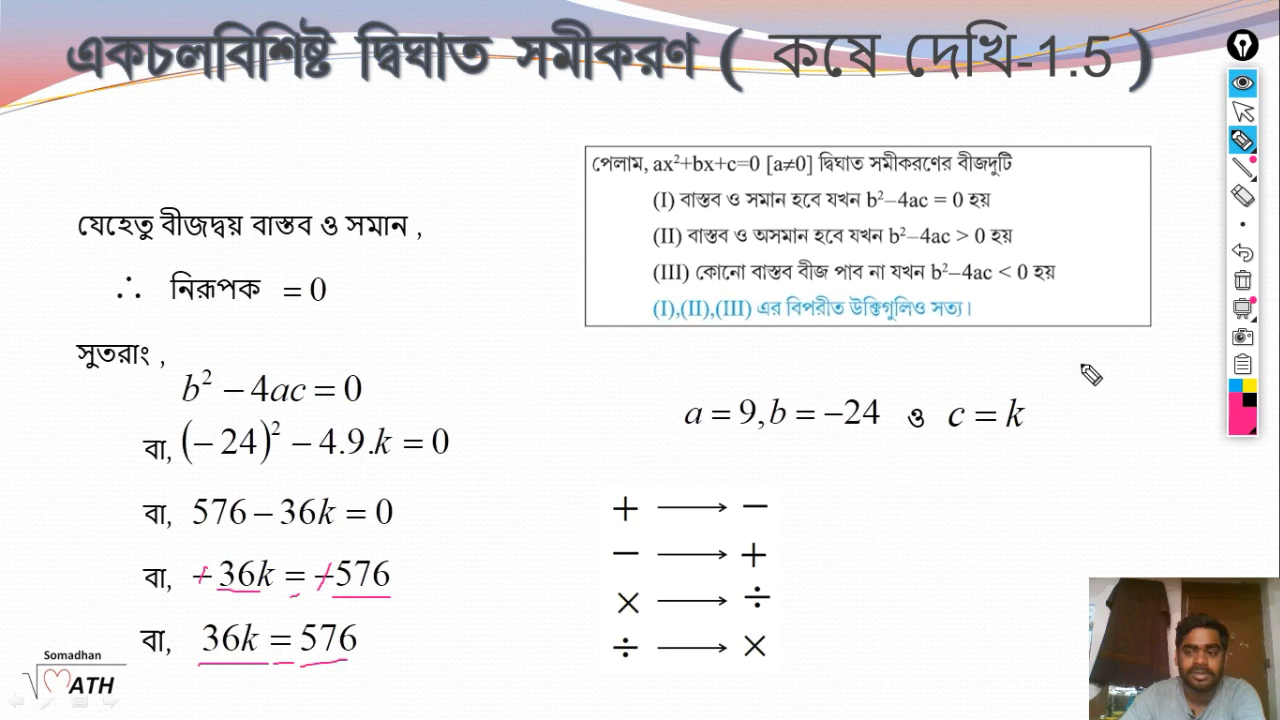 একচলবিশিষ্ট দ্বিঘাত সমীকরণ ( কষে দেখি-1.5 )
পেলাম, ax²+bx+c=0 [a≠0] দ্বিঘাত সমীকরণের বীজদুটি
(I) বাস্তব ও সমান হবে যখন b²–4ac = 0 হয়
(II) বাস্তব ও অসমান হবে যখন b²–4ac > 0 হয়
(III) কোনো বাস্তব বীজ পাব না যখন b²–4ac < 0 হয়
(I),(II),(III) এর বিপরীত উক্তিগুলিও সত্য।
যেহেতু বীজদ্বয় বাস্তব ও সমান ,
∴ নিরূপক = 0
সুতরাং ,
b² − 4ac = 0
বা, (− 24)² − 4.9.k = 0
বা, 576 − 36k = 0
বা, − 36k = −576
বা, 36k = 576
a = 9, b = −24 ও c = k
+ ⟶ −
− ⟶ +
× ⟶ ÷
÷ ⟶ ×
Somadhan
√MATH